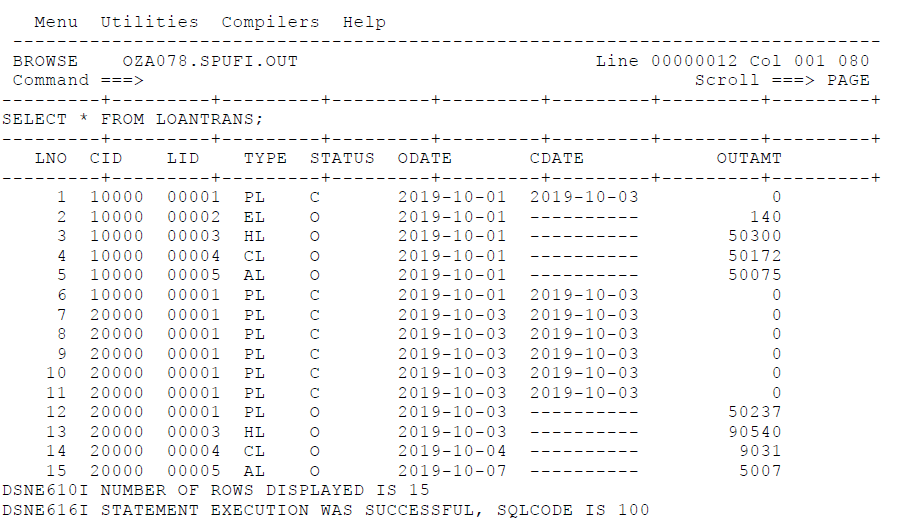 Menu  Utilities  Compilers  Help
-------------------------------------------------------------------------------
BROWSE    OZA078.SPUFI.OUT                           Line 00000012 Col 001 080
Command ===>                                                  Scroll ===> PAGE
---------+---------+---------+---------+---------+---------+---------+---------+
SELECT * FROM LOANTRANS;
---------+---------+---------+---------+---------+---------+---------+---------+
   LNO  CID    LID    TYPE  STATUS  ODATE       CDATE            OUTAMT
---------+---------+---------+---------+---------+---------+---------+---------+
     1  10000  00001  PL    C       2019-10-01  2019-10-03            0
     2  10000  00002  EL    O       2019-10-01  ----------          140
     3  10000  00003  HL    O       2019-10-01  ----------        50300
     4  10000  00004  CL    O       2019-10-01  ----------        50172
     5  10000  00005  AL    O       2019-10-01  ----------        50075
     6  10000  00001  PL    C       2019-10-01  2019-10-03            0
     7  20000  00001  PL    C       2019-10-03  2019-10-03            0
     8  20000  00001  PL    C       2019-10-03  2019-10-03            0
     9  20000  00001  PL    C       2019-10-03  2019-10-03            0
    10  20000  00001  PL    C       2019-10-03  2019-10-03            0
    11  20000  00001  PL    C       2019-10-03  2019-10-03            0
    12  20000  00001  PL    O       2019-10-03  ----------        50237
    13  20000  00003  HL    O       2019-10-03  ----------        90540
    14  20000  00004  CL    O       2019-10-04  ----------         9031
    15  20000  00005  AL    O       2019-10-07  ----------         5007
DSNE610I NUMBER OF ROWS DISPLAYED IS 15
DSNE616I STATEMENT EXECUTION WAS SUCCESSFUL, SQLCODE IS 100